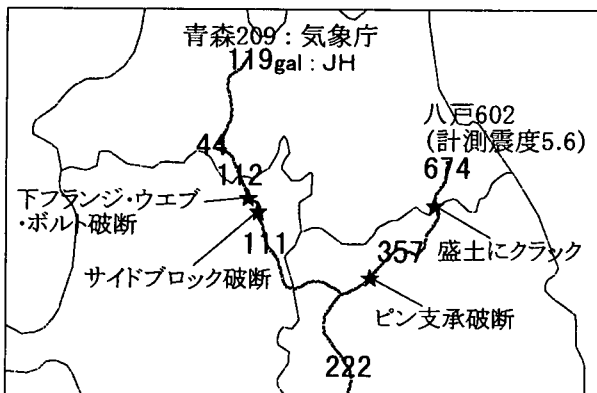 青森209：気象庁
119gal：JH
八戸602
(計測震度5.6)
674
44
112
下フランジ・ウエブ
・ボルト破断
111
サイドブロック破断
357
盛土にクラック
ピン支承破断
222